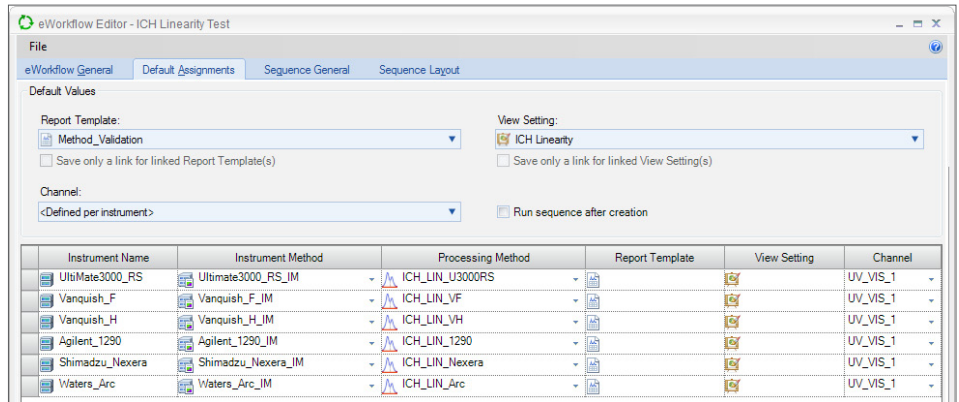 eWorkflow Editor - ICH Linearity Test
File
eWorkflow General Default Assignments Sequence General Sequence Layout
Default Values
Report Template: View Setting:
Method_Validation ICH Linearity
Save only a link for linked Report Template(s) Save only a link for linked View Setting(s)
Channel:
<Defined per instrument> Run sequence after creation
Instrument Name Instrument Method Processing Method Report Template View Setting Channel
UltiMate3000_RS Ultimate3000_RS_IM ICH_LIN_U3000RS UV_VIS_1
Vanquish_F Vanquish_F_IM ICH_LIN_VF UV_VIS_1
Vanquish_H Vanquish_H_IM ICH_LIN_VH UV_VIS_1
Agilent_1290 Agilent_1290_IM ICH_LIN_1290 UV_VIS_1
Shimadzu_Nexera Shimadzu_Nexera_IM ICH_LIN_Nexera UV_VIS_1
Waters_Arc Waters_Arc_IM ICH_LIN_Arc UV_VIS_1